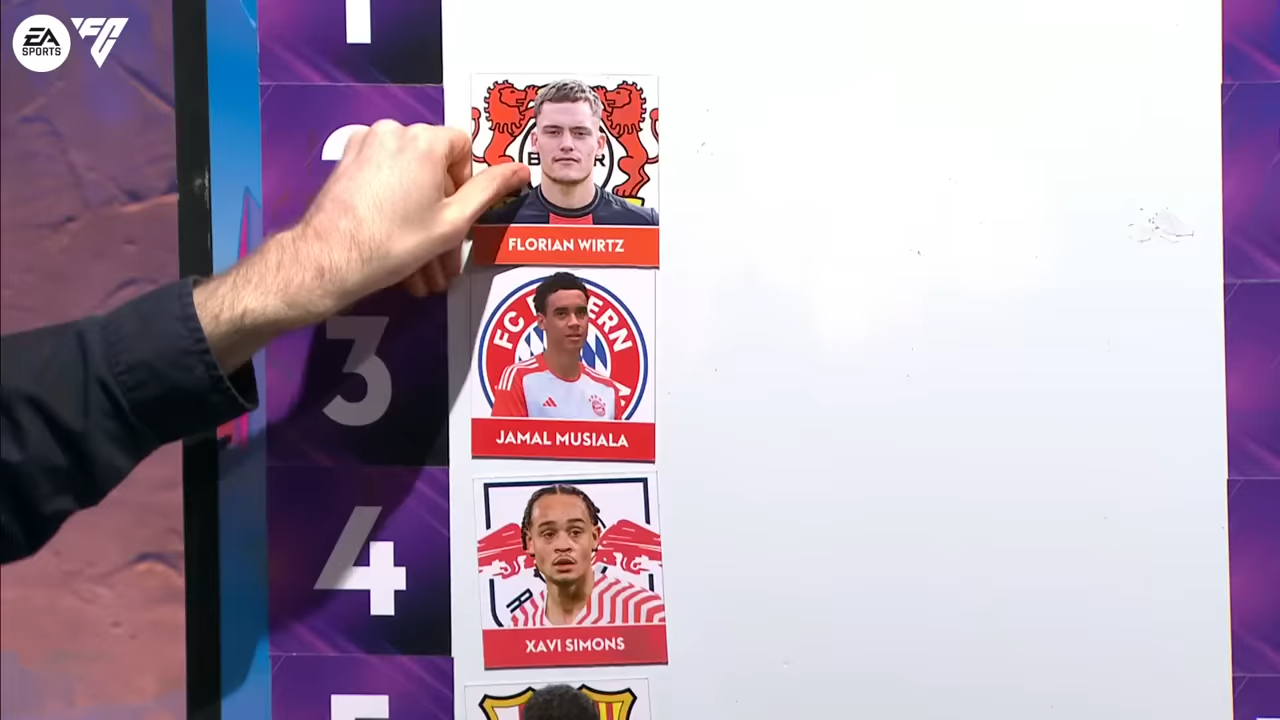 EA
SPORTS
FC
1
2
FLORIAN WIRTZ
FC BAYERN
3
JAMAL MUSIALA
4
XAVI SIMONS
5